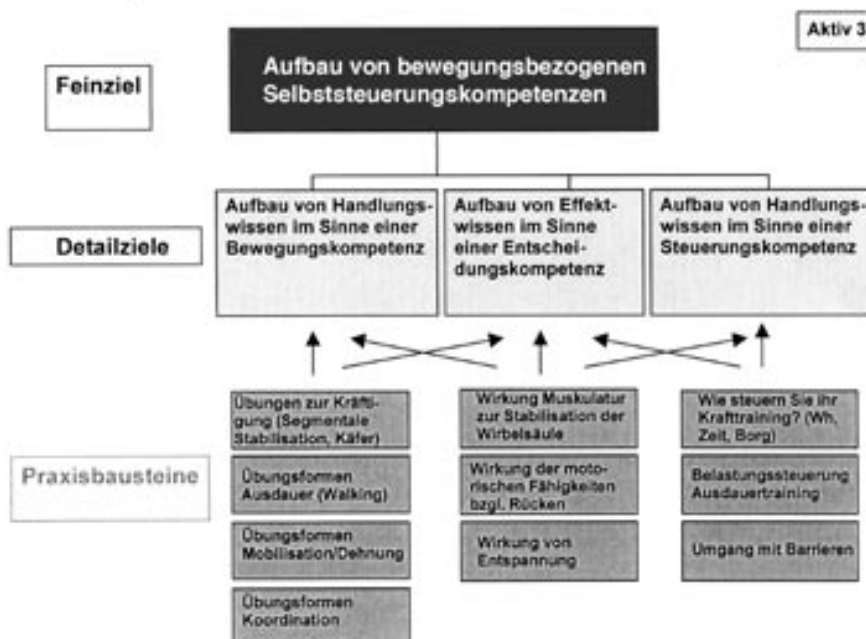 Aktiv 3
Feinziel
Aufbau von bewegungsbezogenen
Selbststeuerungskompetenzen
Detailziele
Aufbau von Handlungs-
wissen im Sinne einer
Bewegungskompetenz
Aufbau von Effekt-
wissen im Sinne
einer Entschei-
dungskompetenz
Aufbau von Handlungs-
wissen im Sinne einer
Steuerungskompetenz
Praxisbausteine
Übungen zur Kräfti-
gung (Segmentale
Stabilisation, Käfer)
Übungsformen
Ausdauer (Walking)
Übungsformen
Mobilisation/Dehnung
Übungsformen
Koordination
Wirkung Muskulatur
zur Stabilisation der
Wirbelsäule
Wirkung der moto-
rischen Fähigkeiten
bzgl. Rücken
Wirkung von
Entspannung
Wie steuern Sie ihr
Krafttraining? (Wh,
Zeit, Borg)
Belastungssteuerung
Ausdauertraining
Umgang mit Barrieren